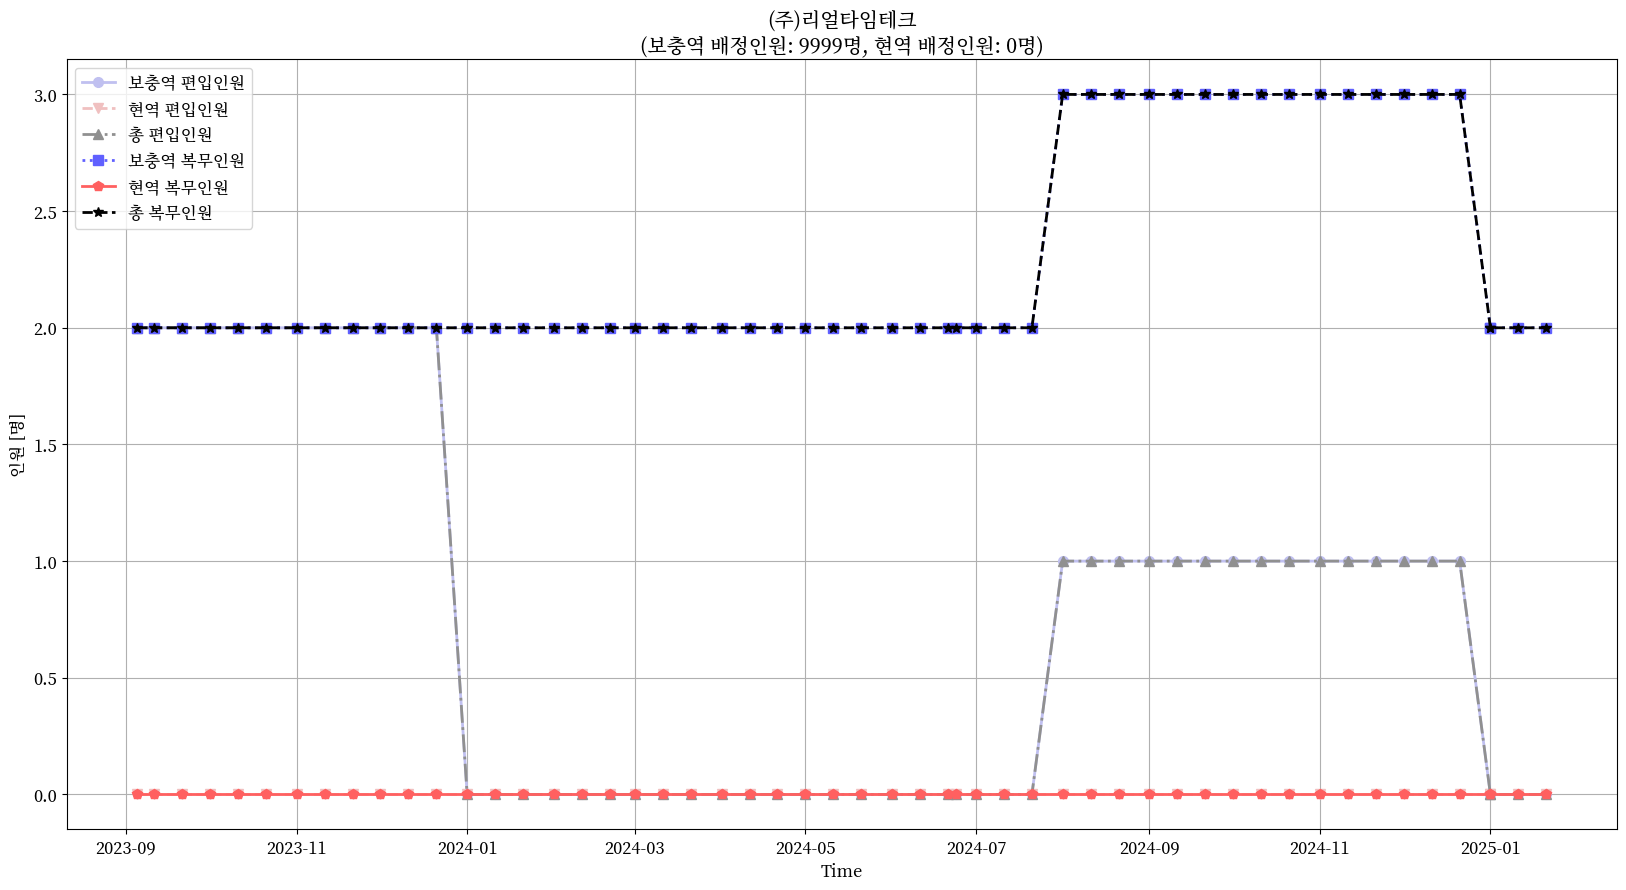 (주)리얼타임테크
(보충역 배정인원: 9999명, 현역 배정인원: 0명)
보충역 편입인원
현역 편입인원
총 편입인원
보충역 복무인원
현역 복무인원
총 복무인원
3.0
2.5
2.0
1.5
1.0
0.5
0.0
인원 [명]
2023-09
2023-11
2024-01
2024-03
2024-05
2024-07
2024-09
2024-11
2025-01
Time